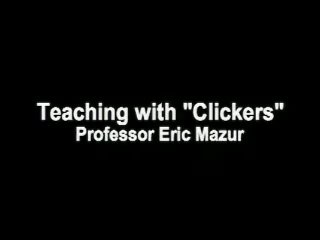 Teaching with "Clickers"
Professor Eric Mazur